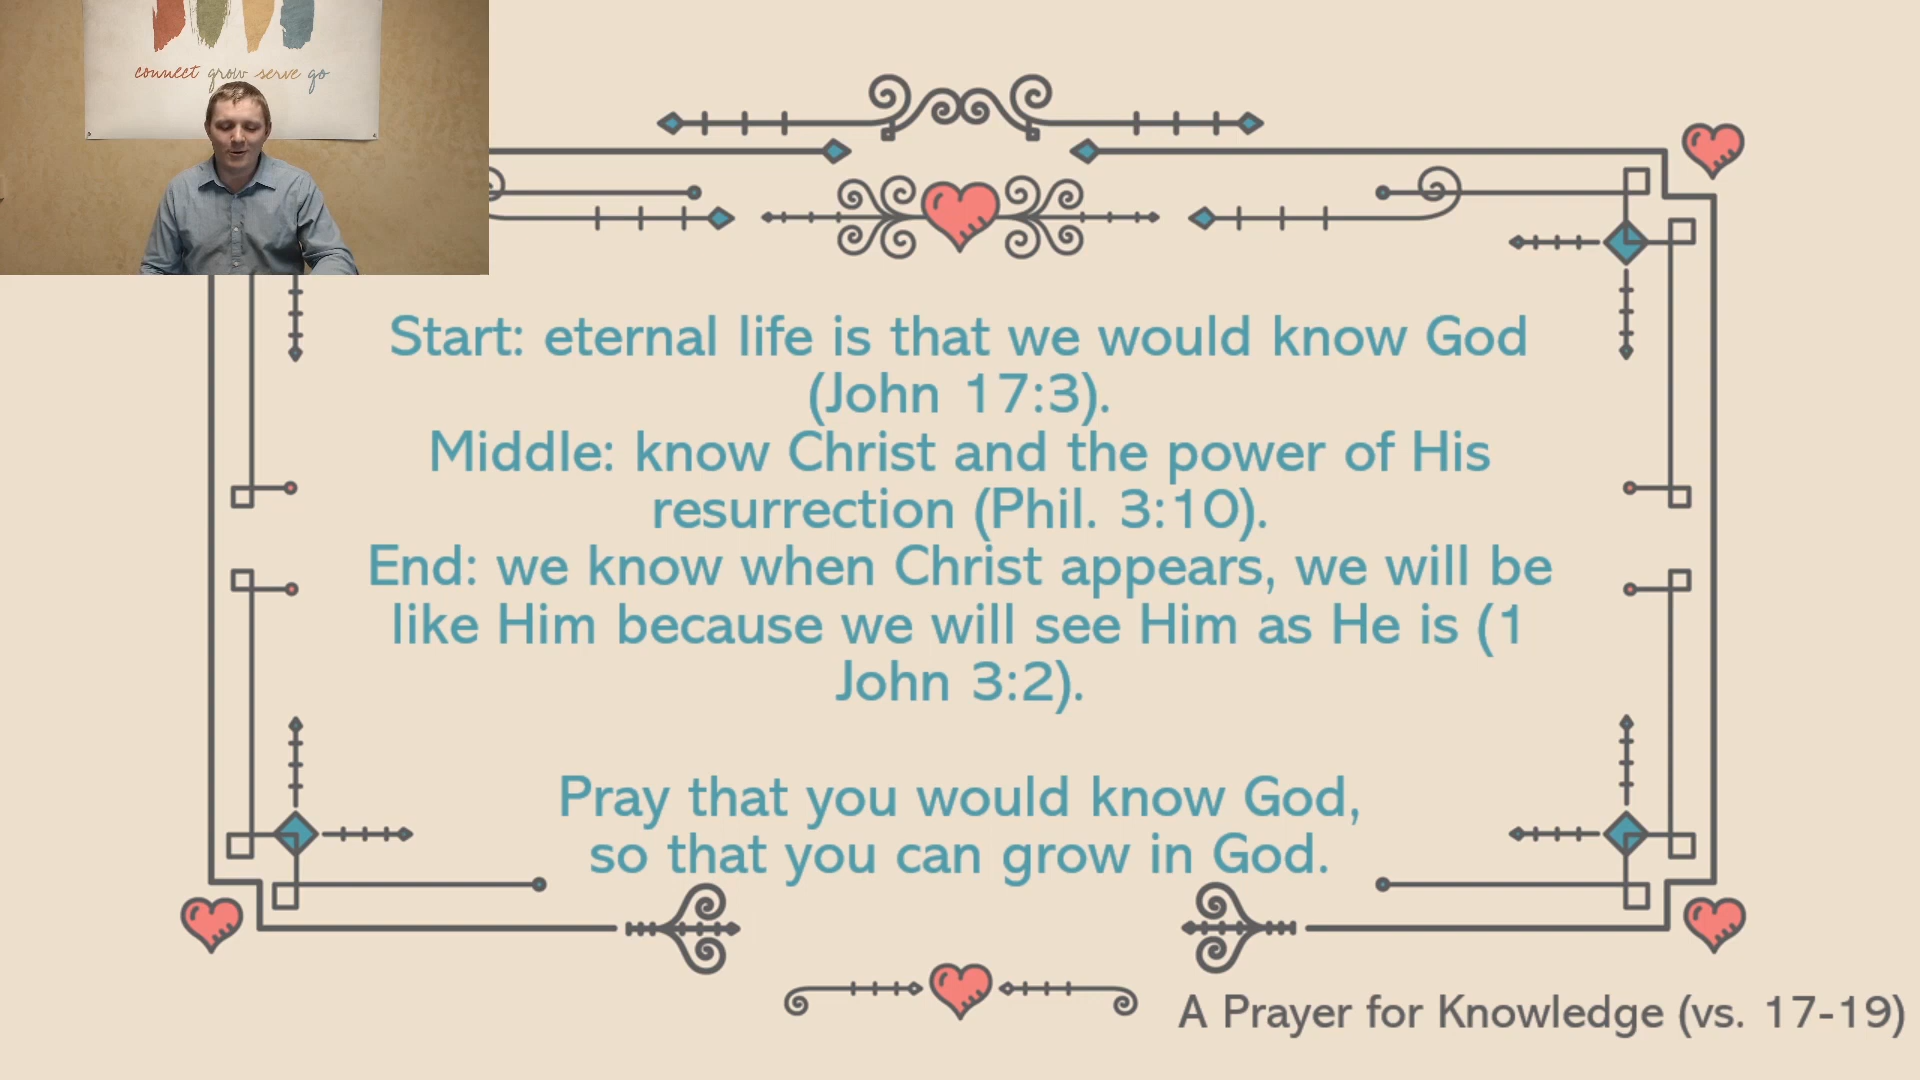 connect grow serve go
Start: eternal life is that we would know God
(John 17:3).
Middle: know Christ and the power of His
resurrection (Phil. 3:10).
End: we know when Christ appears, we will be
like Him because we will see Him as He is (1
John 3:2).
Pray that you would know God,
so that you can grow in God.
A Prayer for Knowledge (vs. 17-19)